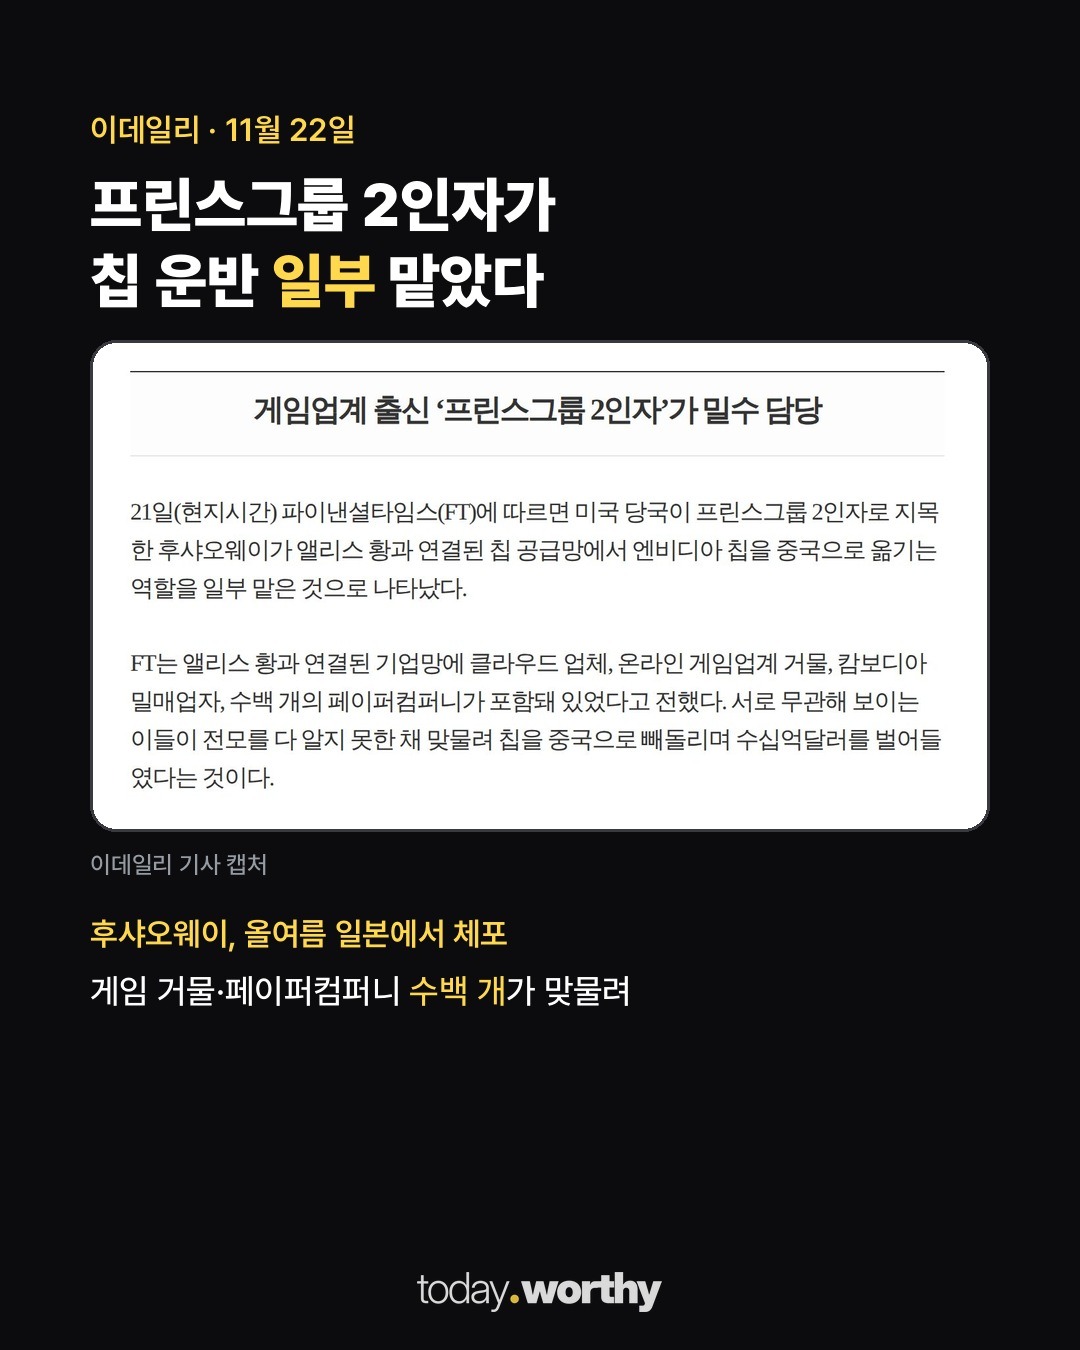 이데일리 · 11월 22일
프린스그룹 2인자가
칩 운반 일부 맡았다
게임업계 출신 ‘프린스그룹 2인자’가 밀수 담당
21일(현지시간) 파이낸셜타임스(FT)에 따르면 미국 당국이 프린스그룹 2인자로 지목
한 후샤오웨이가 앨리스 황과 연결된 칩 공급망에서 엔비디아 칩을 중국으로 옮기는
역할을 일부 맡은 것으로 나타났다.
FT는 앨리스 황과 연결된 기업망에 클라우드 업체, 온라인 게임업계 거물, 캄보디아
밀매업자, 수백 개의 페이퍼컴퍼니가 포함돼 있었다고 전했다. 서로 무관해 보이는
이들이 전모를 다 알지 못한 채 맞물려 칩을 중국으로 빼돌리며 수십억달러를 벌어들
였다는 것이다.
이데일리 기사 캡처
후샤오웨이, 올여름 일본에서 체포
게임 거물·페이퍼컴퍼니 수백 개가 맞물려
today.worthy